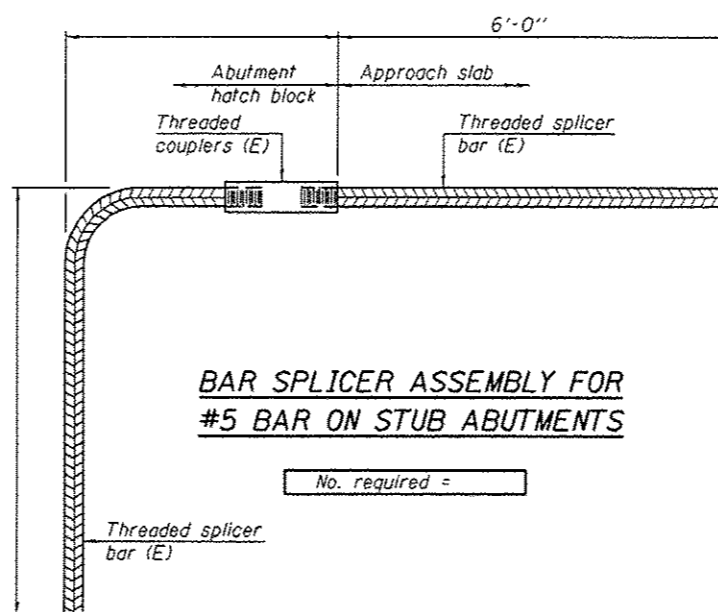 6'-0"
Abutment
hatch block
Approach slab
Threaded
couplers (E)
Threaded splicer
bar (E)
BAR SPLICER ASSEMBLY FOR
#5 BAR ON STUB ABUTMENTS
No. required =
Threaded splicer
bar (E)